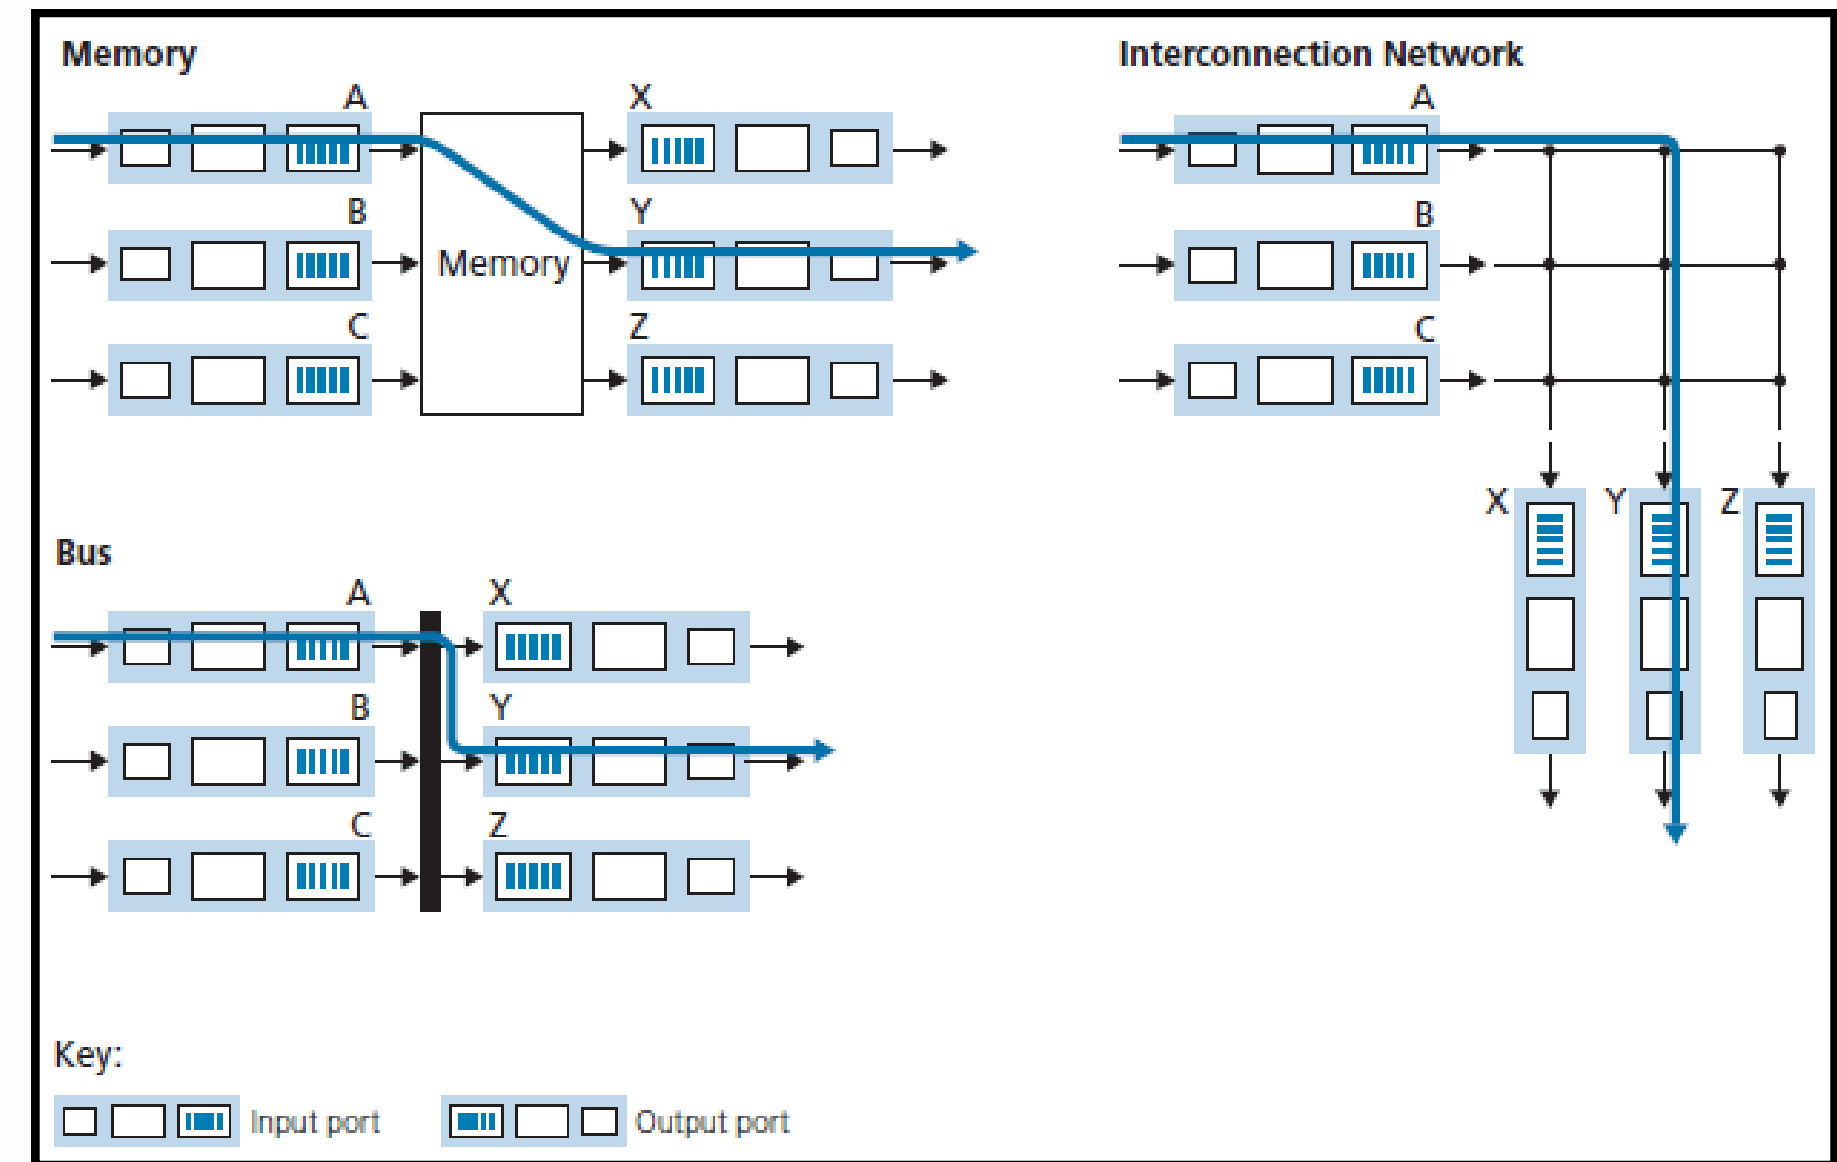 Memory
A
X
B
Y
Memory
C
Z
Interconnection Network
A
B
C
X
Y
Z
Bus
A
X
B
Y
C
Z
Key:
Input port
Output port